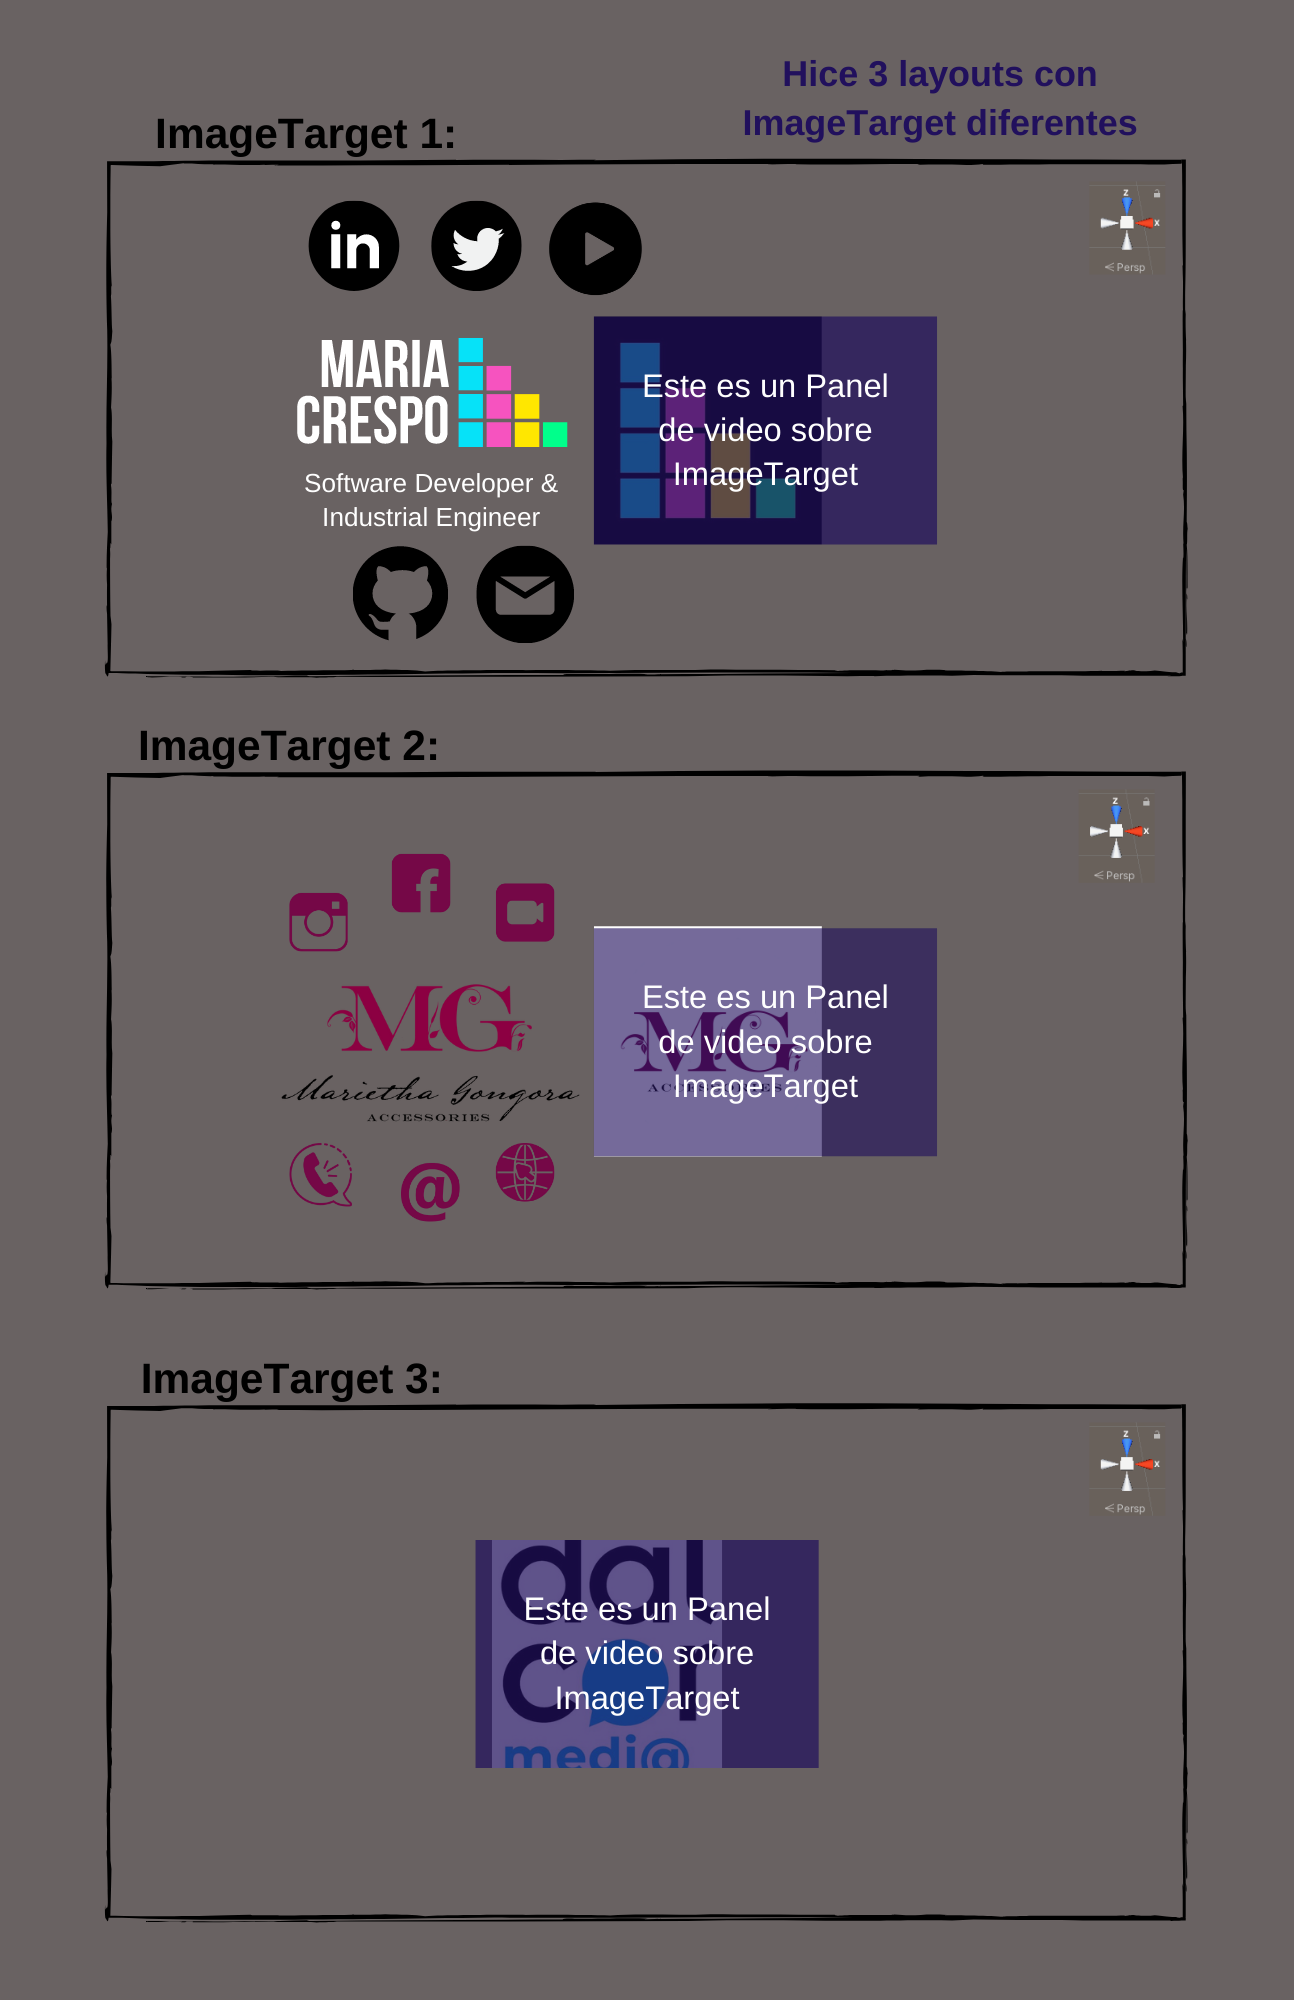 Hice 3 layouts con
ImageTarget diferentes
ImageTarget 1:
z
x
Persp
in
MARIA
CRESPO
Software Developer &
Industrial Engineer
Este es un Panel
de video sobre
ImageTarget
ImageTarget 2:
z
x
Persp
f
MG
Marietha Gongora
ACCESSORIES
@
MG
ACCESSORIES
Este es un Panel
de video sobre
ImageTarget
ImageTarget 3:
z
x
Persp
Este es un Panel
de video sobre
ImageTarget
medi@